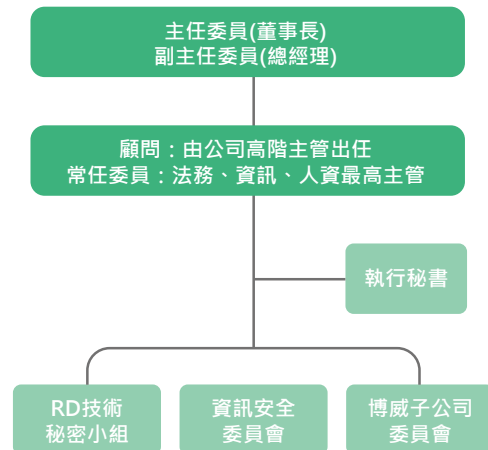 主任委員(董事長)
副主任委員(總經理)
顧問：由公司高階主管出任
常任委員：法務、資訊、人資最高主管
執行秘書
RD技術
秘密小組
資訊安全
委員會
博威子公司
委員會